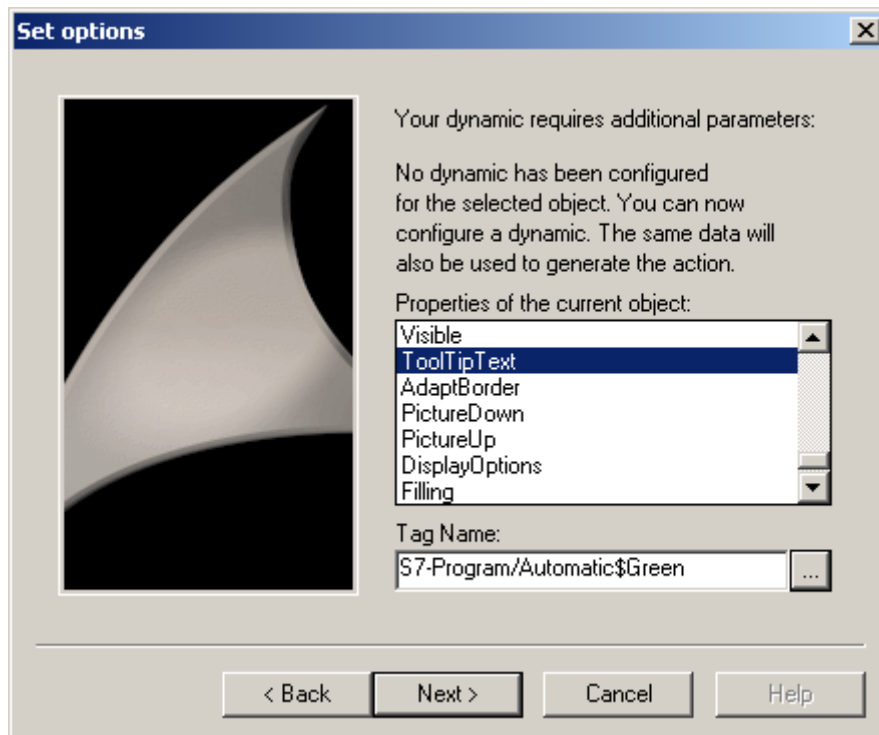 Set options
Your dynamic requires additional parameters:
No dynamic has been configured
for the selected object. You can now
configure a dynamic. The same data will
also be used to generate the action.
Properties of the current object:
Visible
ToolTipText
AdaptBorder
PictureDown
PictureUp
DisplayOptions
Filling
Tag Name:
S7-Program/Automatic$Green
...
< Back
Next >
Cancel
Help